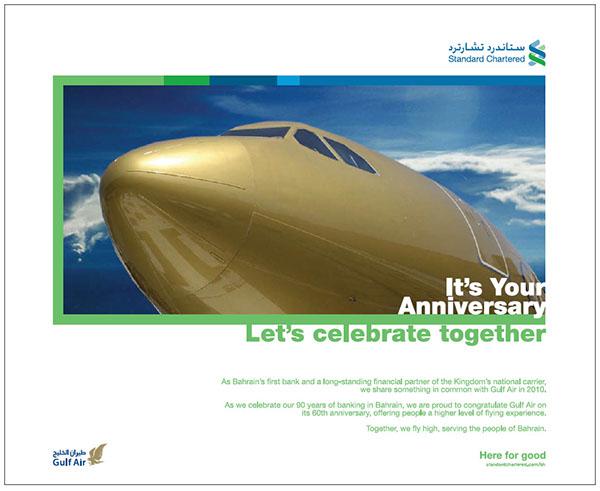 ستاندرد تشارترد
Standard Chartered
It's Your
Anniversary
Let's celebrate together
As Bahrain's first bank and a long-standing financial partner of the Kingdom's national carrier,
we share something in common with Gulf Air in 2010.
As we celebrate our 90 years of banking in Bahrain, we are proud to congratulate Gulf Air on
its 60th anniversary, offering people a higher level of flying experience.
Together, we fly high, serving the people of Bahrain.
طيران الخليج
Gulf Air
Here for good
standardchartered.com/bh